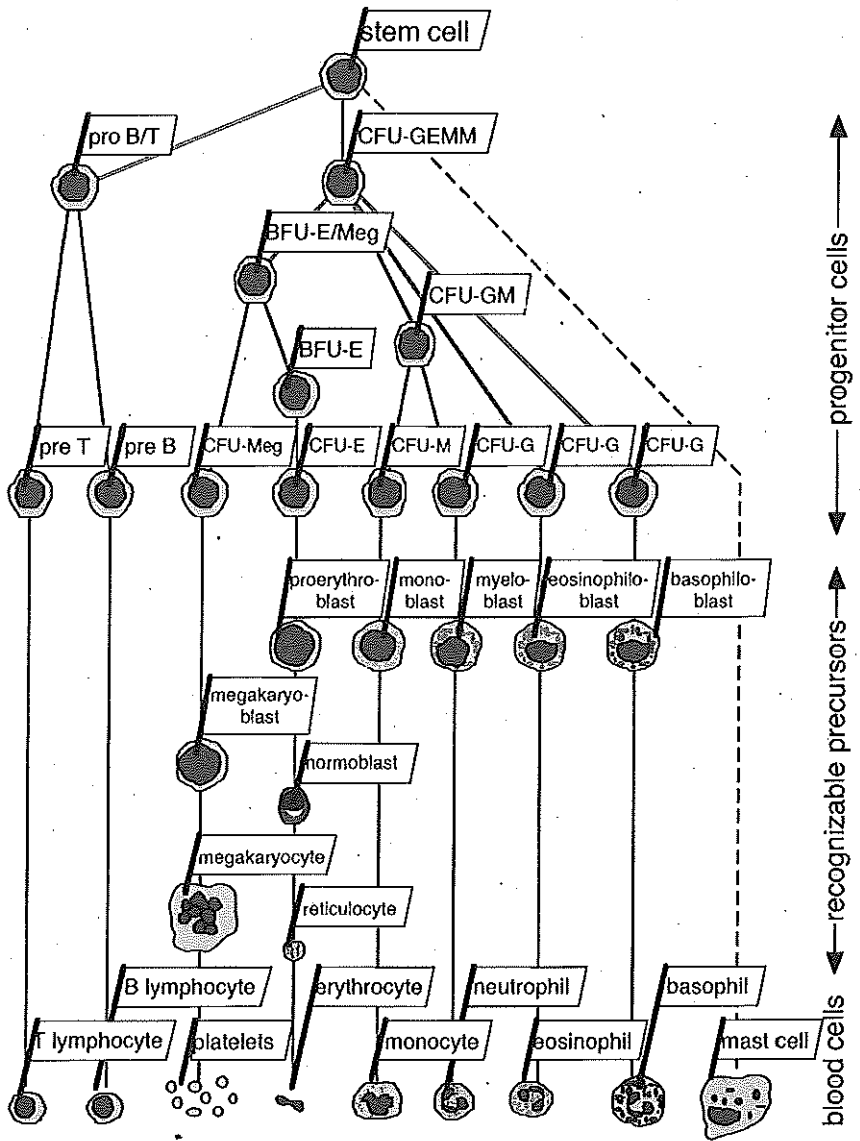 stem cell
pro B/T
CFU-GEMM
BFU-E/Meg
CFU-GM
BFU-E
pre T
pre B
CFU-Meg
CFU-E
CFU-M
CFU-G
CFU-G
CFU-G
proerythro-
blast
mono-
blast
myelo-
blast
eosinophilo-
blast
basophilo-
blast
megakaryo-
blast
normoblast
megakaryocyte
reticulocyte
B lymphocyte
erythrocyte
neutrophil
basophil
T lymphocyte
platelets
monocyte
eosinophil
mast cell
progenitor cells
recognizable precursors
blood cells